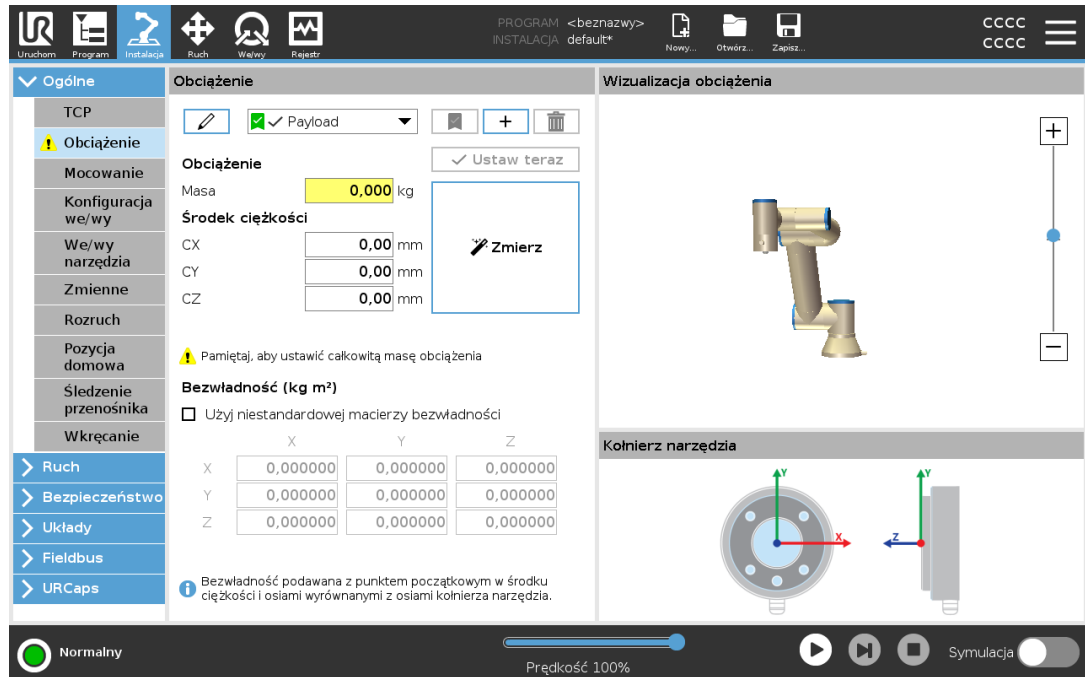 UR
Uruchom
Program
Instalacja
Ruch
We/wy
Rejestr
PROGRAM <beznazwy>
INSTALACJA default*
Nowy...
Otwórz...
Zapisz...
CCCC
CCCC
Ogólne
TCP
Obciążenie
Mocowanie
Konfiguracja
we/wy
We/wy
narzędzia
Zmienne
Rozruch
Pozycja
domowa
Śledzenie
przenośnika
Wkręcanie
Ruch
Bezpieczeństwo
Układy
Fieldbus
URCaps
Obciążenie
Payload
+
Ustaw teraz
Obciążenie
Masa 0,000 kg
Środek ciężkości
CX 0,00 mm
CY 0,00 mm
CZ 0,00 mm
Zmierz
Pamiętaj, aby ustawić całkowitą masę obciążenia
Bezwładność (kg m²)
Użyj niestandardowej macierzy bezwładności
X Y Z
X 0,000000 0,000000 0,000000
Y 0,000000 0,000000 0,000000
Z 0,000000 0,000000 0,000000
Bezwładność podawana z punktem początkowym w środku
ciężkości i osiami wyrównanymi z osiami kołnierza narzędzia.
Wizualizacja obciążenia
Kołnierz narzędzia
Y
X
Y
Z
Normalny
Prędkość 100%
Symulacja